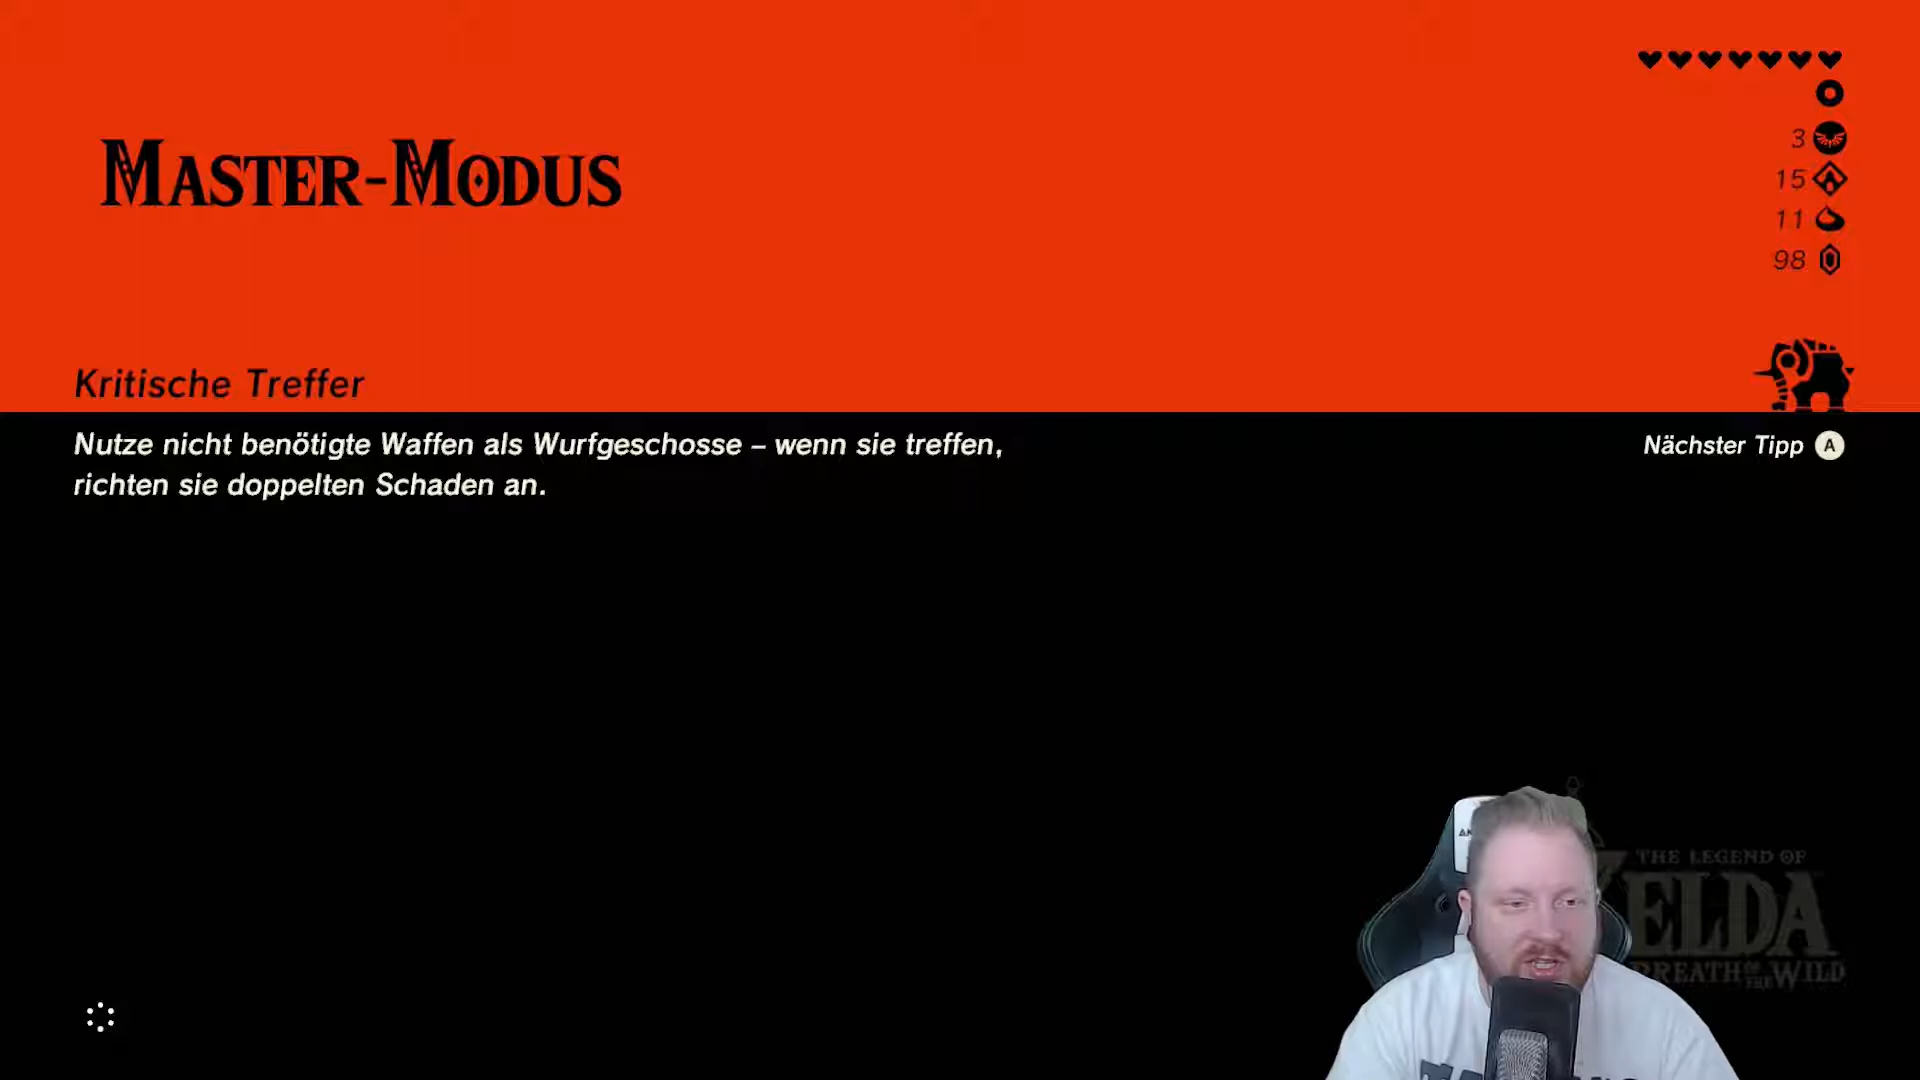 MASTER-MODUS
3
15
11
98
Kritische Treffer
Nutze nicht benötigte Waffen als Wurfgeschosse – wenn sie treffen,
richten sie doppelten Schaden an.
Nächster Tipp A
THE LEGEND OF
ELDA
BREATH OF THE WILD